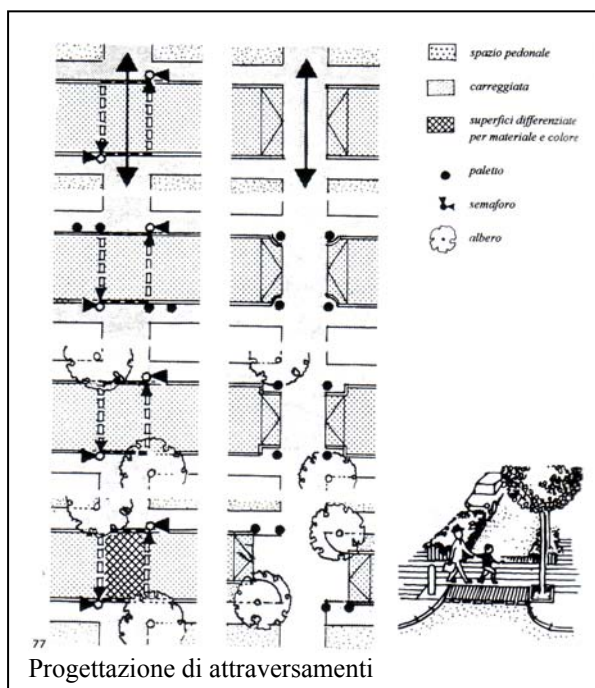 spazio pedonale
carreggiata
superfici differenziate
per materiale e colore
paletto
semaforo
albero
77
Progettazione di attraversamenti